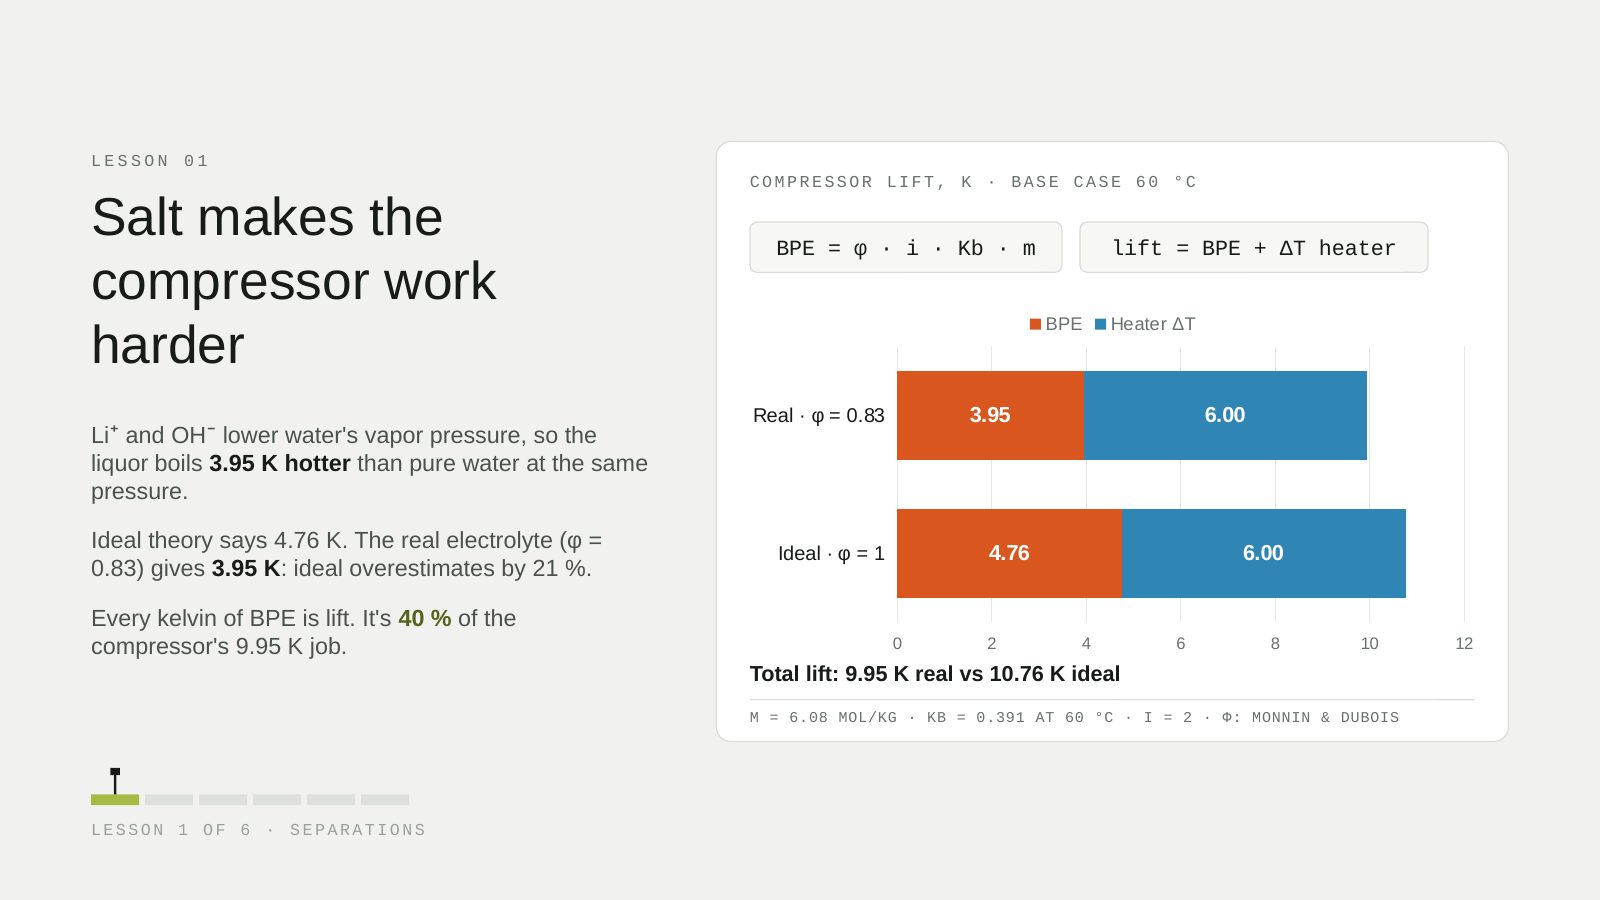 LESSON 01
Salt makes the
compressor work
harder
Li⁺ and OH⁻ lower water's vapor pressure, so the
liquor boils 3.95 K hotter than pure water at the same
pressure.
Ideal theory says 4.76 K. The real electrolyte (φ =
0.83) gives 3.95 K: ideal overestimates by 21 %.
Every kelvin of BPE is lift. It's 40 % of the
compressor's 9.95 K job.
LESSON 1 OF 6 · SEPARATIONS
COMPRESSOR LIFT, K · BASE CASE 60 °C
BPE = φ · i · Kb · m
lift = BPE + ΔT heater
BPE Heater ΔT
Real · φ = 0.83 3.95 6.00
Ideal · φ = 1 4.76 6.00
0 2 4 6 8 10 12
Total lift: 9.95 K real vs 10.76 K ideal
M = 6.08 MOL/KG · KB = 0.391 AT 60 °C · I = 2 · Φ: MONNIN & DUBOIS